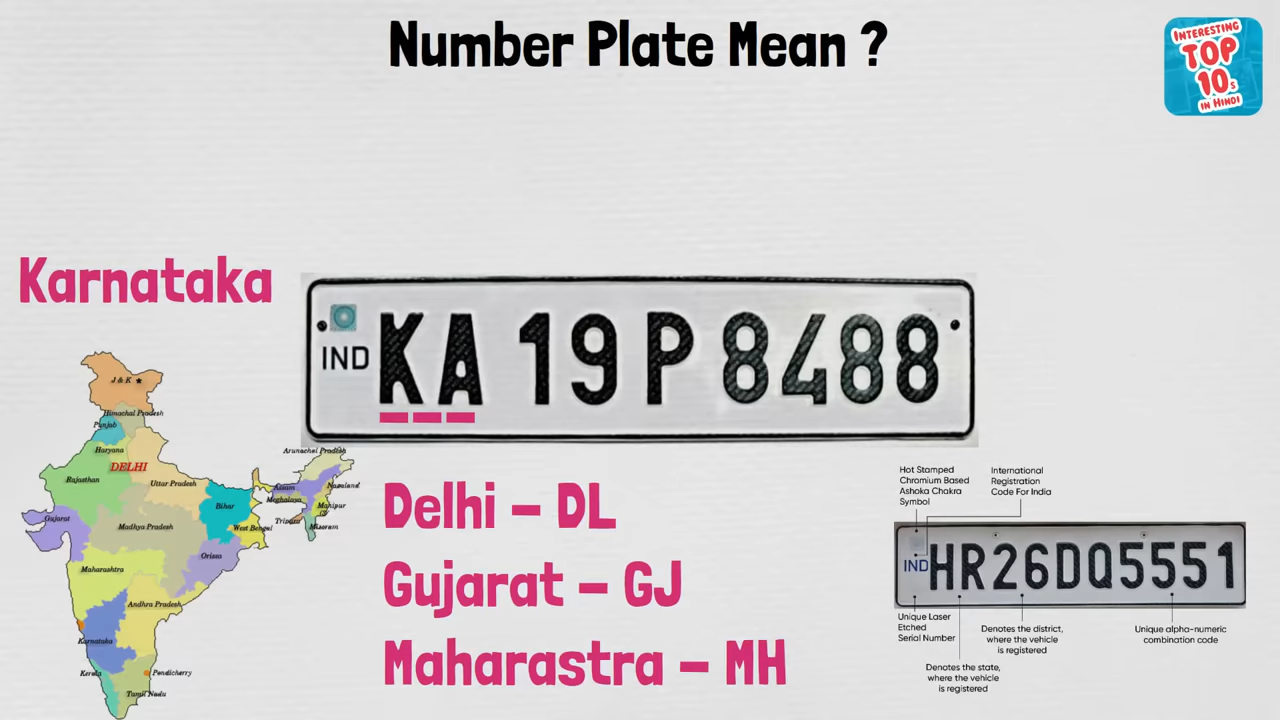 Number Plate Mean ?
INTERESTING
TOP
10s
IN HINDI
Karnataka
IND KA 19 P 8488
J & K
Himachal Pradesh
Punjab
Haryana
DELHI
Rajasthan
Uttar Pradesh
Arunachel Pradesh
Assam
Nagaland
Meghalaya
Manipur
Bihar
Tripura
Mizoram
Gujarat
Madhya Pradesh
West Bengel
Orissa
Maharashtra
Andhra Pradesh
Karnataka
Kerala
Pondicherry
Tamil Nadu
Delhi – DL
Gujarat – GJ
Maharastra – MH
Hot Stamped
Chromium Based
Ashoka Chakra
Symbol
International
Registration
Code For India
IND HR26DQ5551
Unique Laser
Etched
Serial Number
Denotes the state,
where the vehicle
is registered
Denotes the district,
where the vehicle
is registered
Unique alpha-numeric
combination code